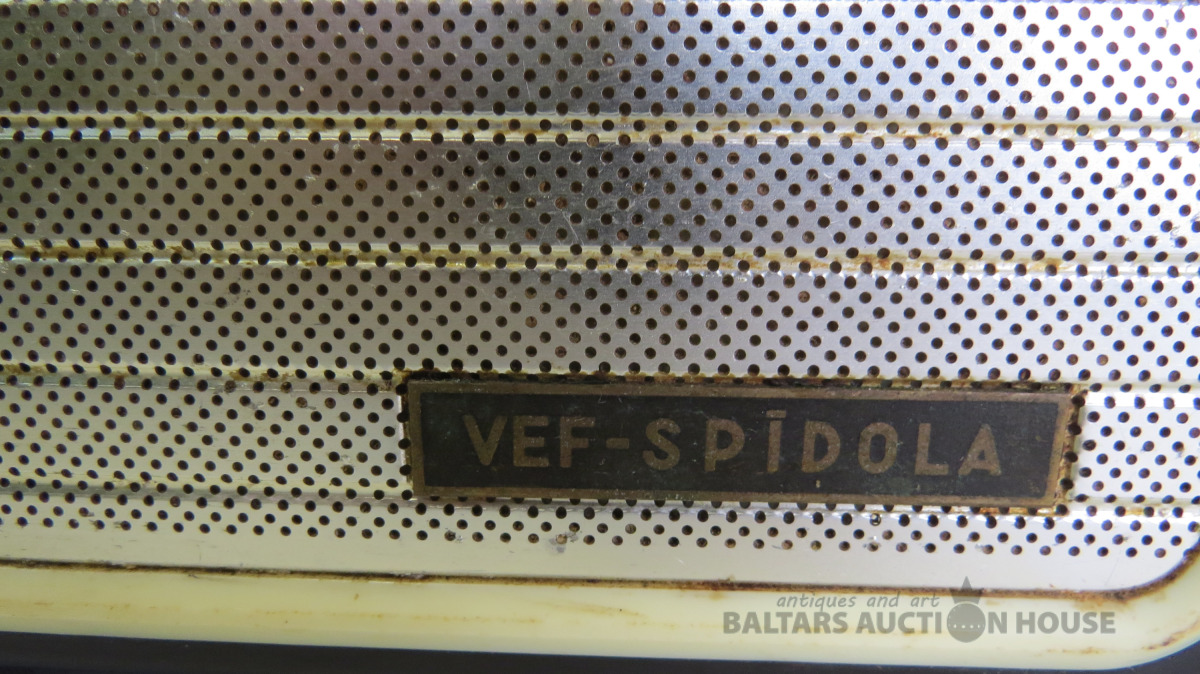 VEF-SPĪDOLA
antiques and art
BALTARS AUCTION HOUSE